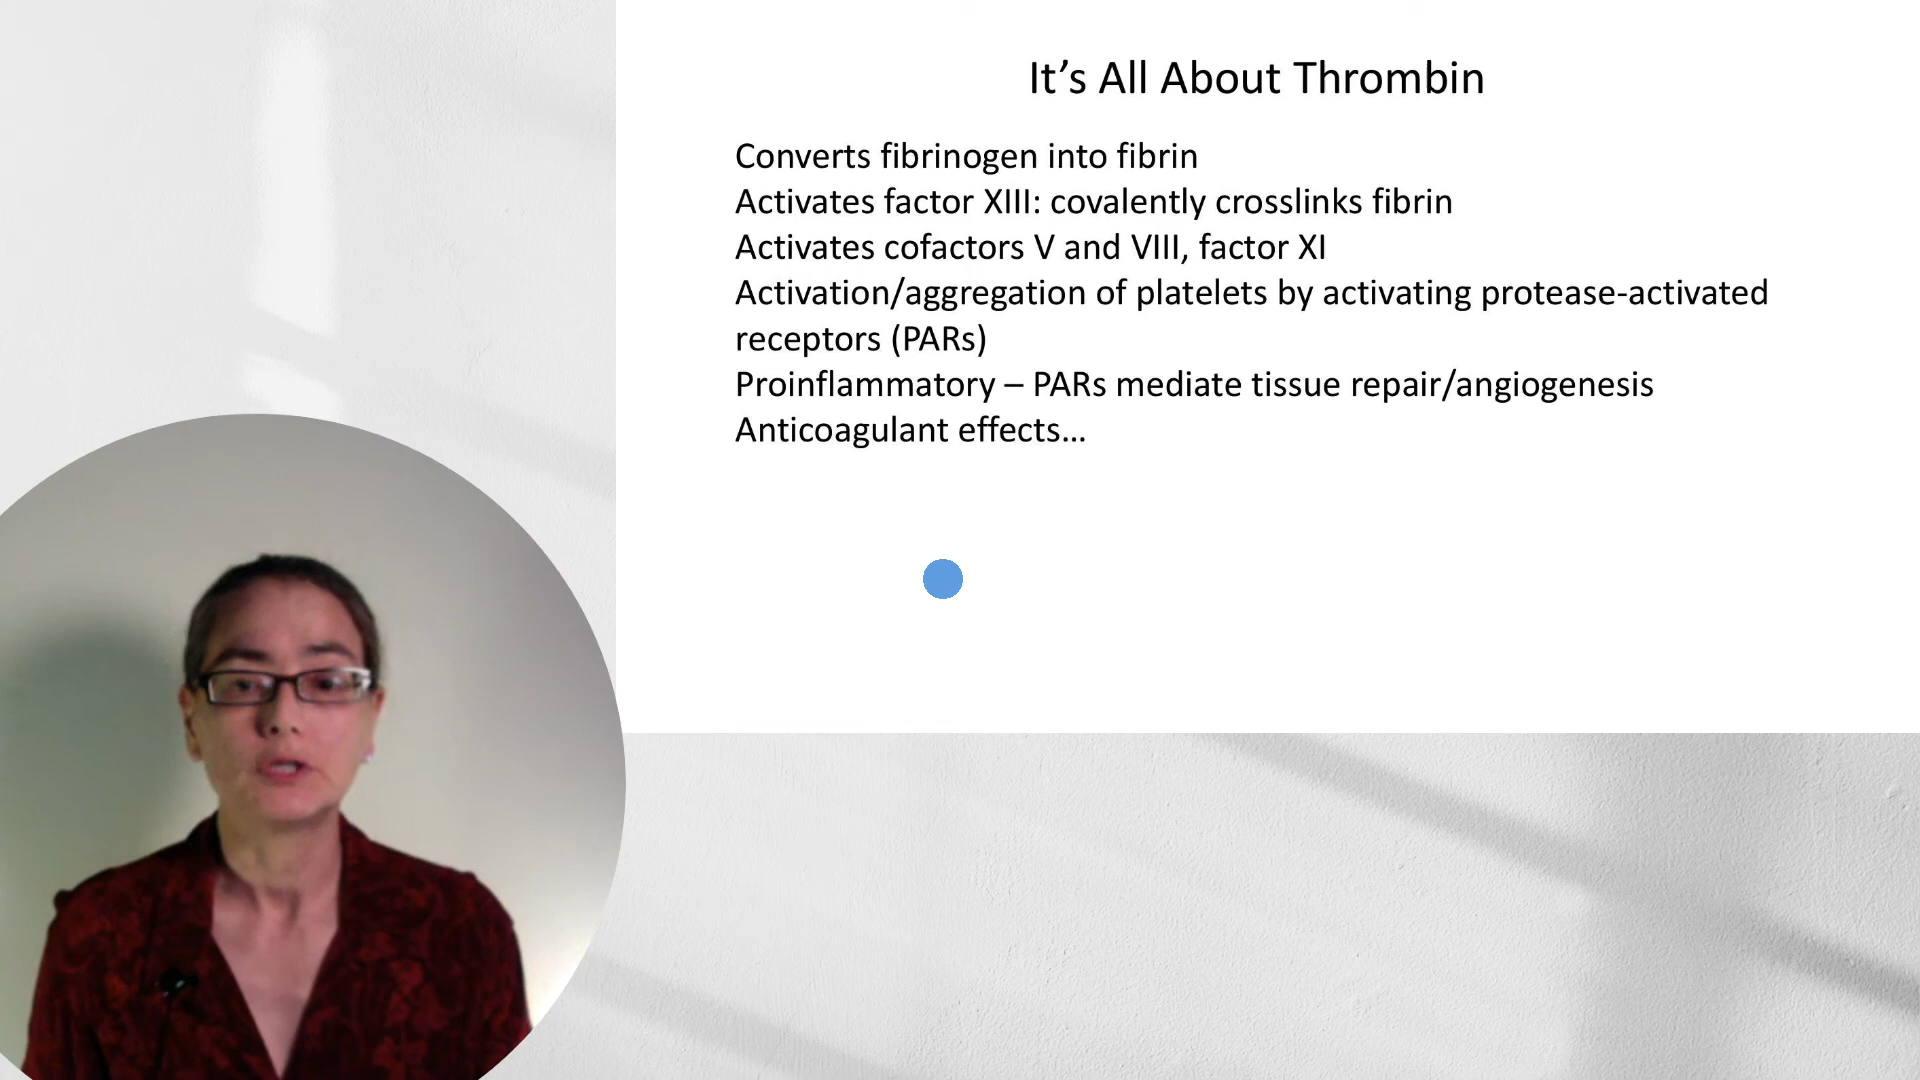 It’s All About Thrombin
Converts fibrinogen into fibrin
Activates factor XIII: covalently crosslinks fibrin
Activates cofactors V and VIII, factor XI
Activation/aggregation of platelets by activating protease-activated
receptors (PARs)
Proinflammatory – PARs mediate tissue repair/angiogenesis
Anticoagulant effects…